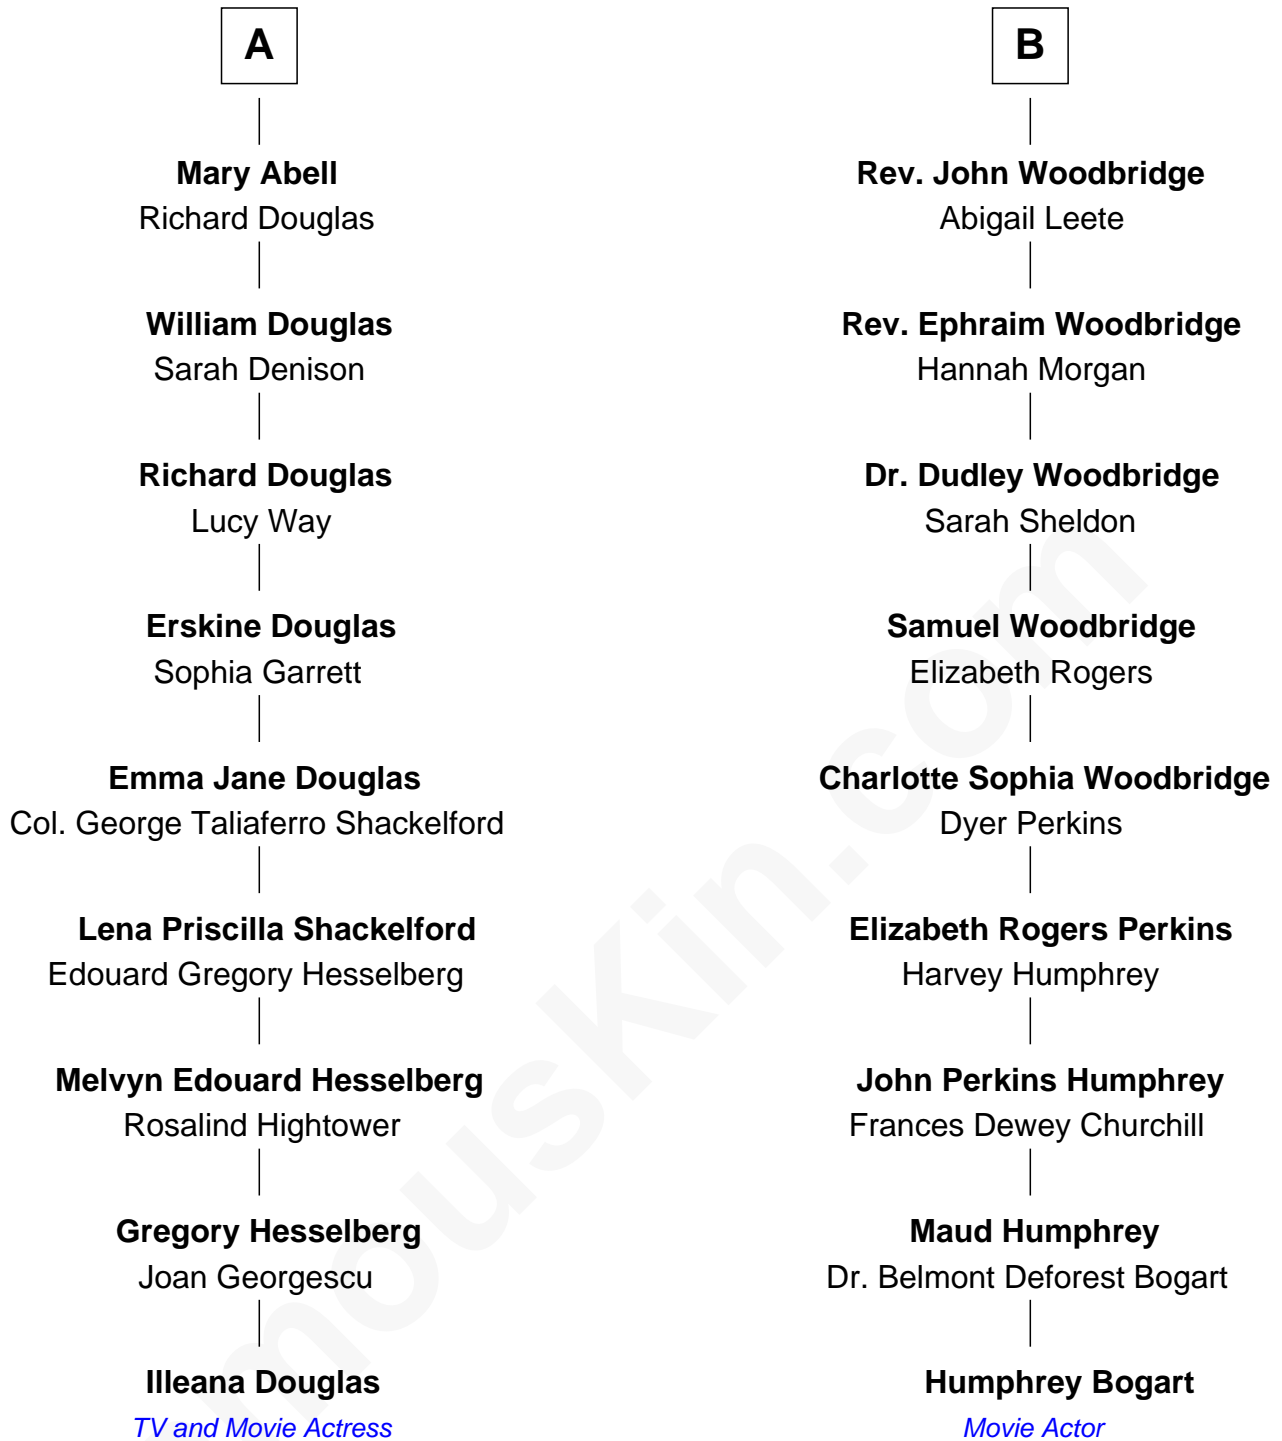 A
Mary Abell
Richard Douglas
William Douglas
Sarah Denison
Richard Douglas
Lucy Way
Erskine Douglas
Sophia Garrett
Emma Jane Douglas
Col. George Taliaferro Shackelford
Lena Priscilla Shackelford
Edouard Gregory Hesselberg
Melvyn Edouard Hesselberg
Rosalind Hightower
Gregory Hesselberg
Joan Georgescu
Illeana Douglas
TV and Movie Actress
B
Rev. John Woodbridge
Abigail Leete
Rev. Ephraim Woodbridge
Hannah Morgan
Dr. Dudley Woodbridge
Sarah Sheldon
Samuel Woodbridge
Elizabeth Rogers
Charlotte Sophia Woodbridge
Dyer Perkins
Elizabeth Rogers Perkins
Harvey Humphrey
John Perkins Humphrey
Frances Dewey Churchill
Maud Humphrey
Dr. Belmont Deforest Bogart
Humphrey Bogart
Movie Actor
mousKin.com